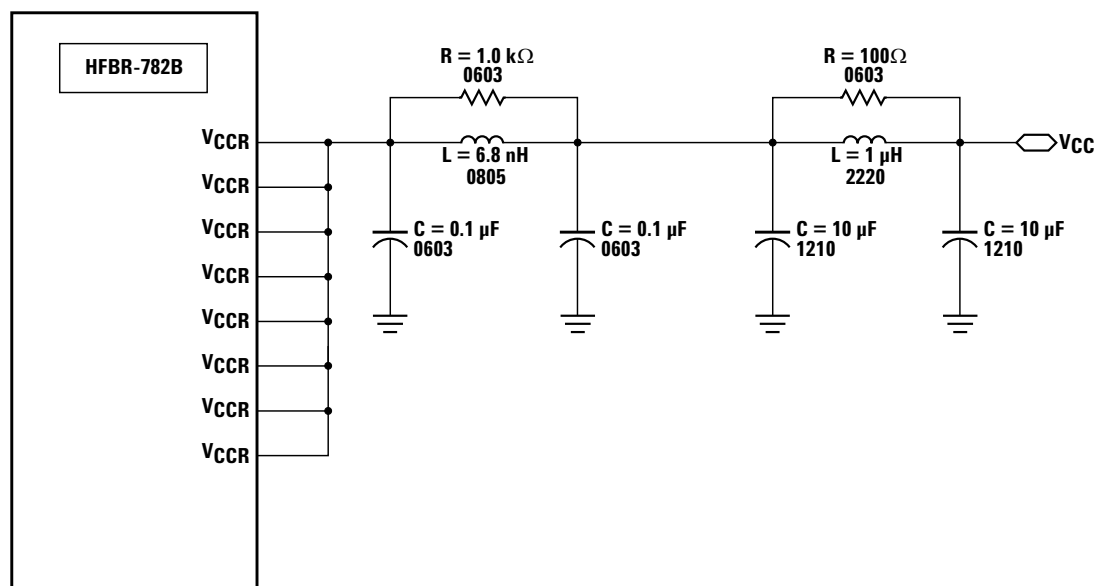 HFBR-782B
R = 1.0 kΩ
0603
R = 100Ω
0603
VCCR
L = 6.8 nH
0805
L = 1 µH
2220
VCC
VCCR
VCCR
C = 0.1 µF
0603
C = 0.1 µF
0603
C = 10 µF
1210
C = 10 µF
1210
VCCR
VCCR
VCCR
VCCR
VCCR